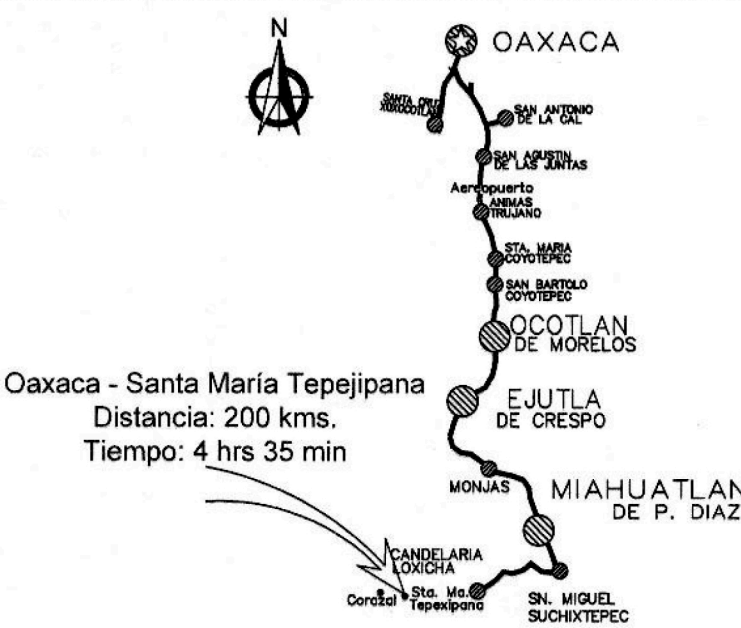 N
OAXACA
SANTA CRUZ
XOXOCOTLAN
SAN ANTONIO
DE LA CAL
SAN AGUSTIN
DE LAS JUNTAS
Aereopuerto
ANIMAS
TRUJANO
STA. MARIA
COYOTEPEC
SAN BARTOLO
COYOTEPEC
OCOTLAN
DE MORELOS
Oaxaca - Santa María Tepejipana
Distancia: 200 kms.
Tiempo: 4 hrs 35 min
EJUTLA
DE CRESPO
MONJAS
MIAHUATLAN
DE P. DIAZ
CANDELARIA
LOXICHA
Corozal
Sta. Ma.
Tepexipana
SN. MIGUEL
SUCHIXTEPEC